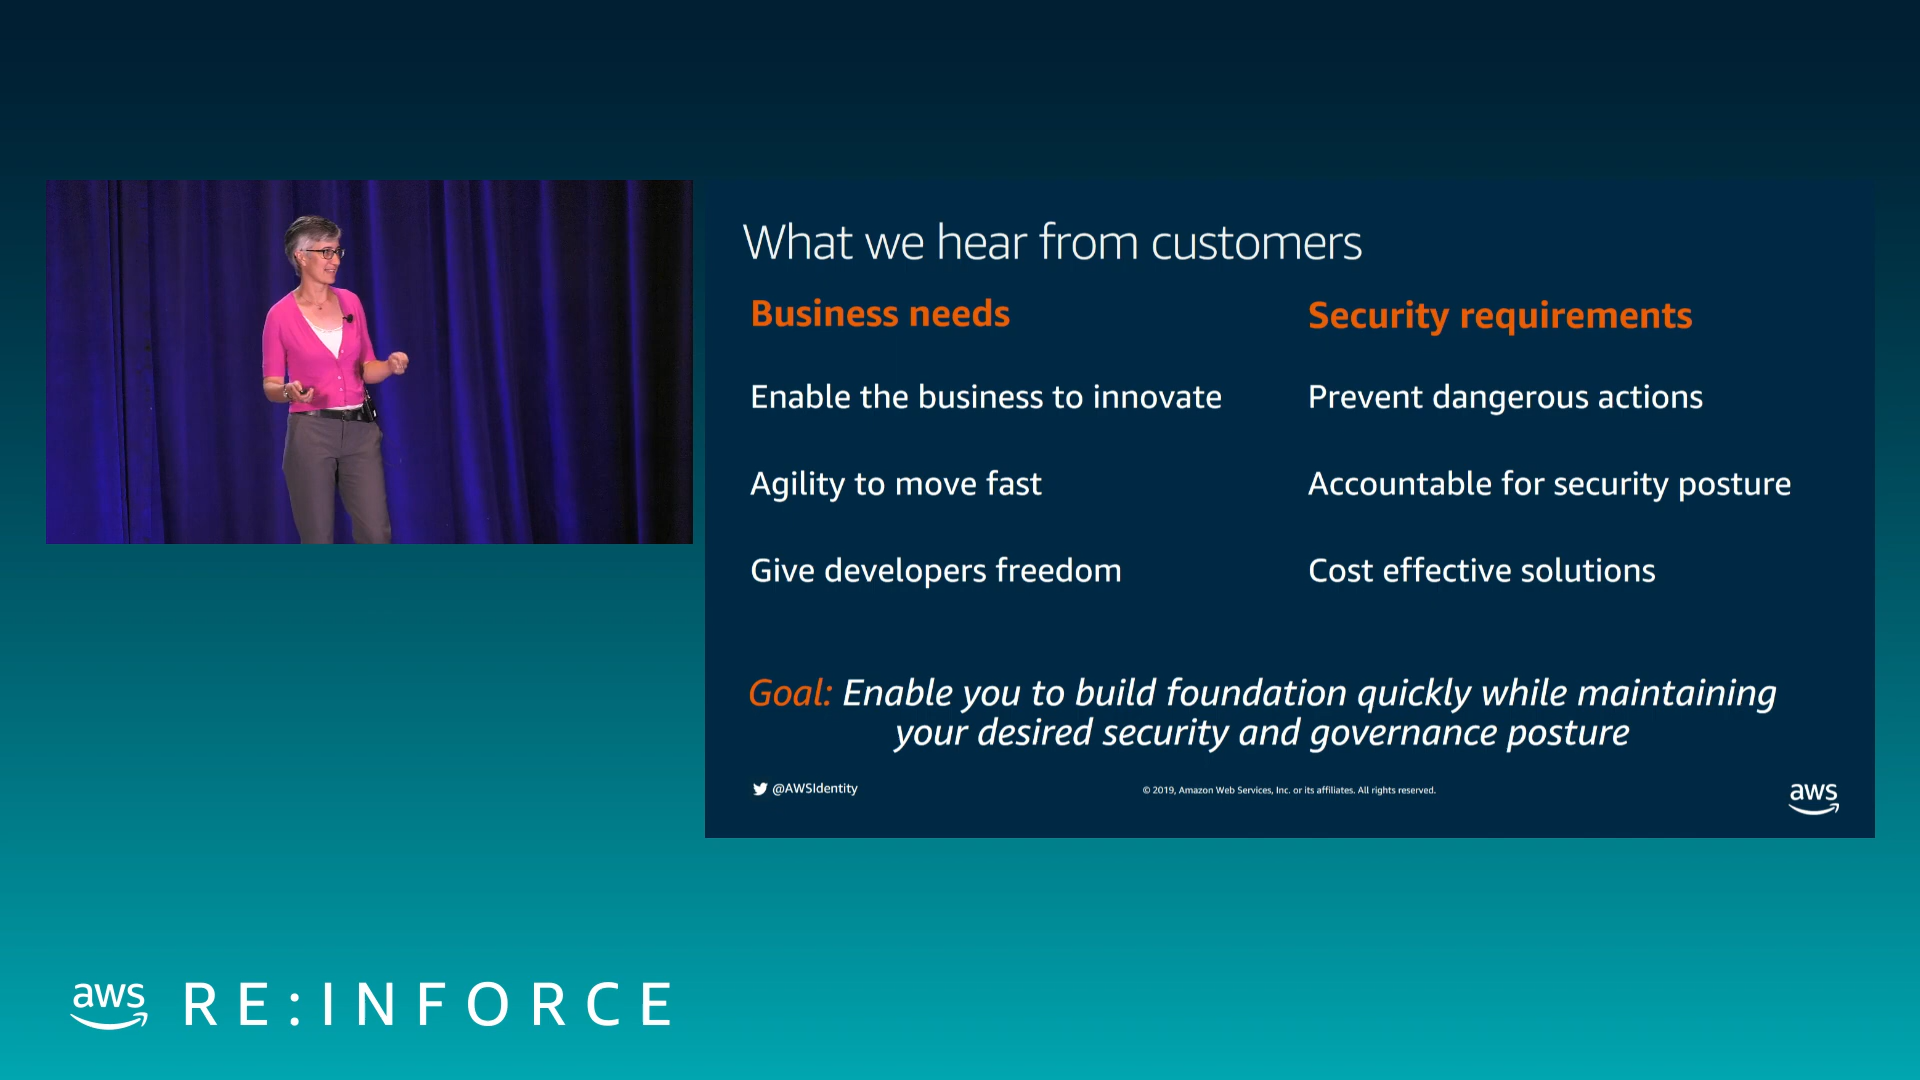 What we hear from customers
Business needs
Security requirements
Enable the business to innovate
Prevent dangerous actions
Agility to move fast
Accountable for security posture
Give developers freedom
Cost effective solutions
Goal: Enable you to build foundation quickly while maintaining
your desired security and governance posture
@AWSIdentity
© 2019, Amazon Web Services, Inc. or its affiliates. All rights reserved.
aws
aws RE:INFORCE